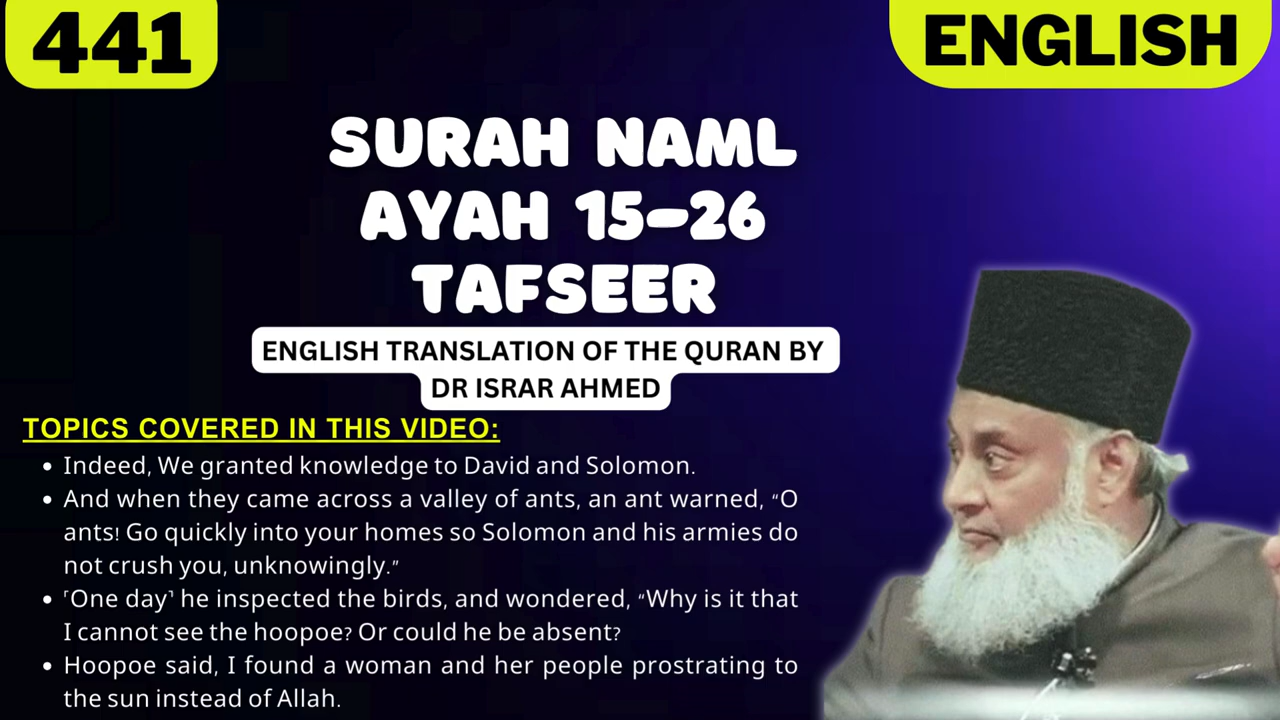 441
ENGLISH
SURAH NAML
AYAH 15–26
TAFSEER
ENGLISH TRANSLATION OF THE QURAN BY
DR ISRAR AHMED
TOPICS COVERED IN THIS VIDEO:
• Indeed, We granted knowledge to David and Solomon.
• And when they came across a valley of ants, an ant warned, “O
ants! Go quickly into your homes so Solomon and his armies do
not crush you, unknowingly.”
• ˹One day˺ he inspected the birds, and wondered, “Why is it that
I cannot see the hoopoe? Or could he be absent?
• Hoopoe said, I found a woman and her people prostrating to
the sun instead of Allah.